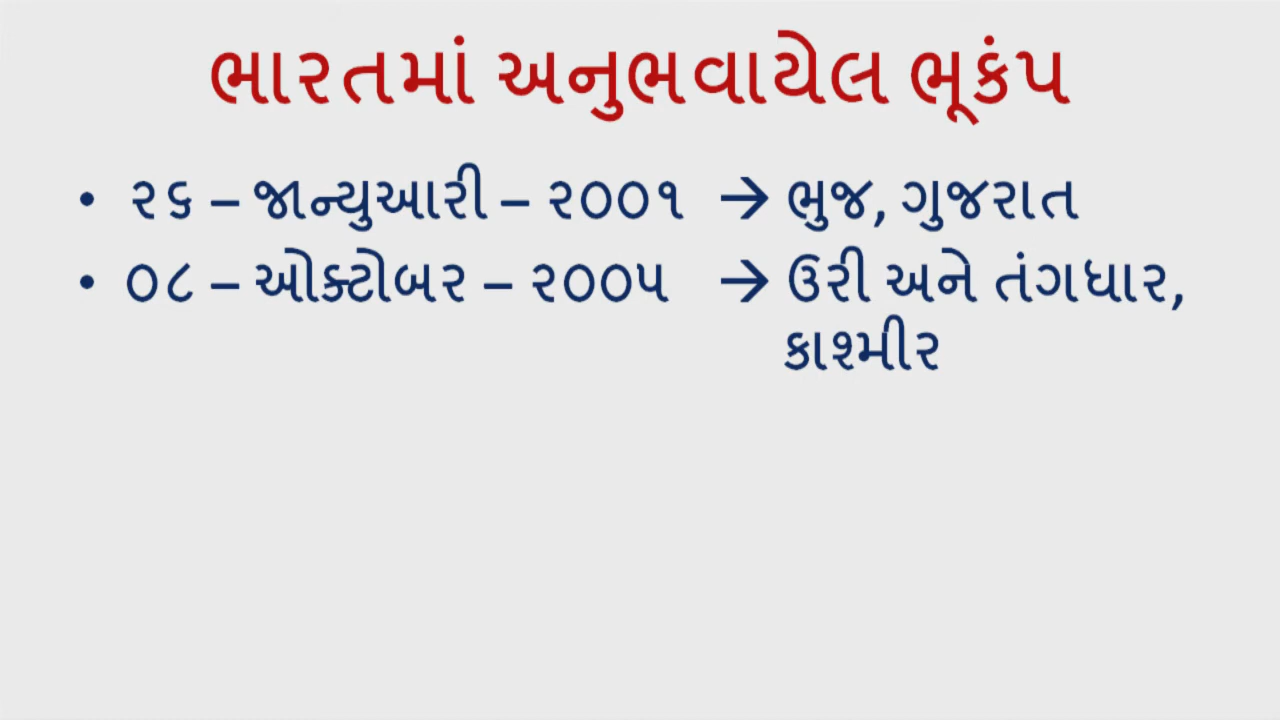 ભારતમાં અનુભવાયેલ ભૂકંપ
• ૨૬ – જાન્યુઆરી – ૨૦૦૧ → ભુજ, ગુજરાત
• ૦૮ – ઓક્ટોબર – ૨૦૦૫ → ઉરી અને તંગધાર,
કાશ્મીર